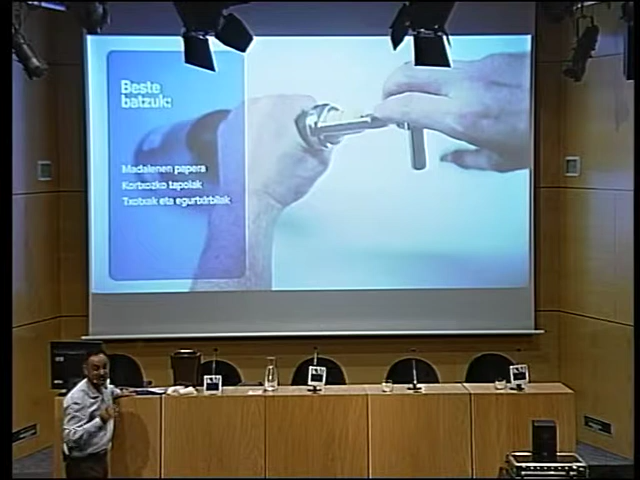 Beste
batzuk:
Madalenen papera
Kortxozko tapoiak
Txotxak eta egurtxirbilak